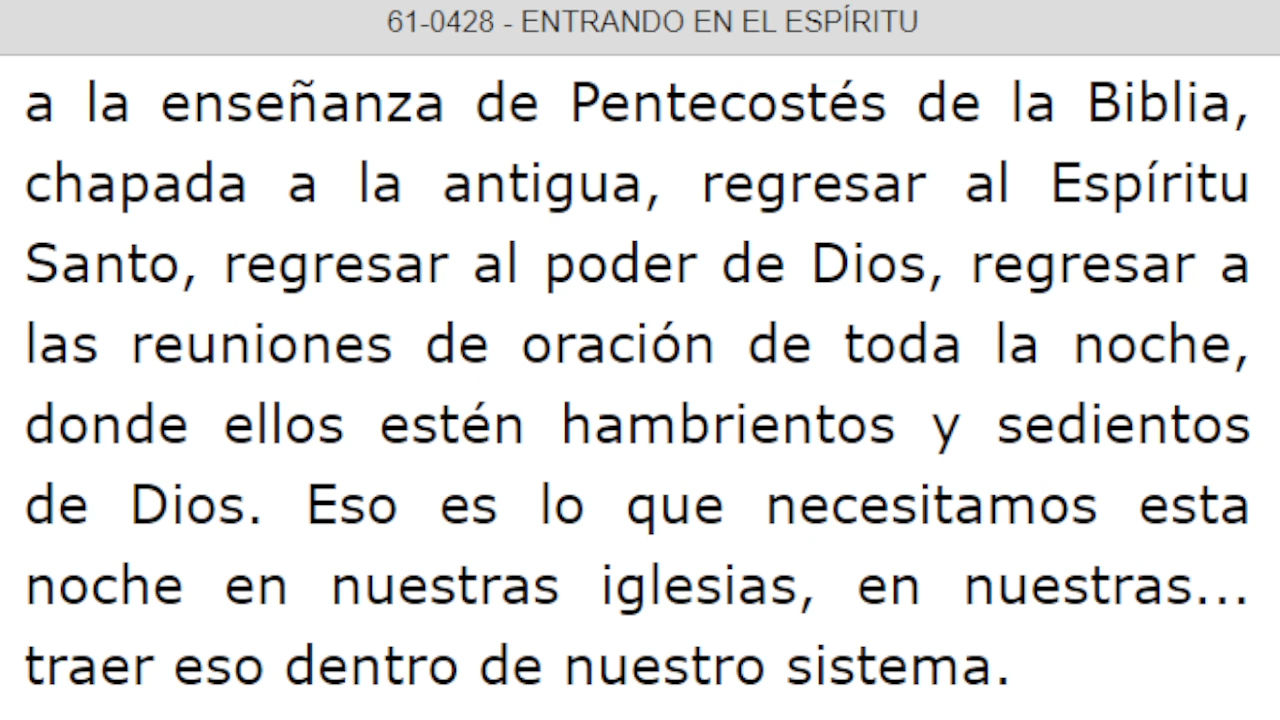 61-0428 - ENTRANDO EN EL ESPÍRITU
a la enseñanza de Pentecostés de la Biblia,
chapada a la antigua, regresar al Espíritu
Santo, regresar al poder de Dios, regresar a
las reuniones de oración de toda la noche,
donde ellos estén hambrientos y sedientos
de Dios. Eso es lo que necesitamos esta
noche en nuestras iglesias, en nuestras...
traer eso dentro de nuestro sistema.